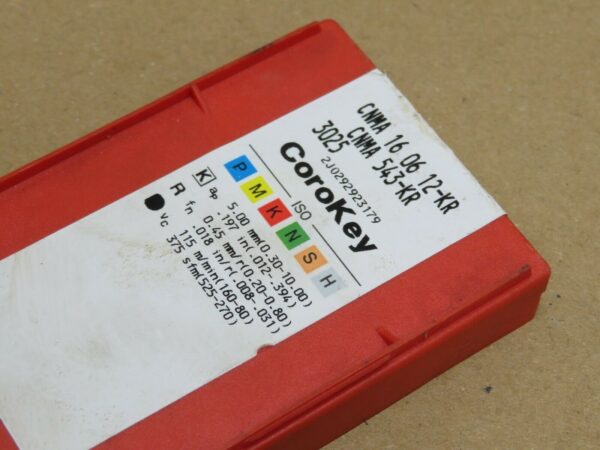 CNMA 16 06 12-KR
CNMA 543-KR
3025
2J0292923179
CoroKey
ISO
P M K N S H
K ap 5.00 mm(0.30-10.00)
.197 in(.012-.394)
fn 0.45 mm/r(0.20-0.80)
.018 in/r(.008-.031)
vc 115 m/min(160-80)
375 sfm(525-270)